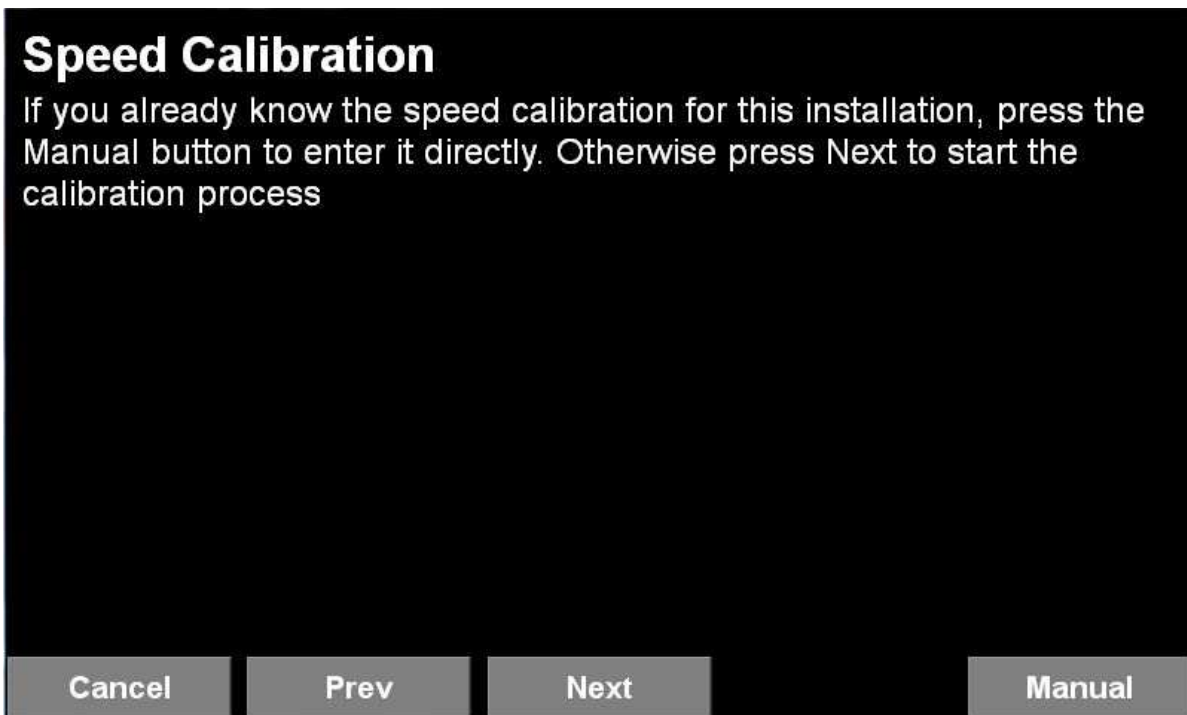 Speed Calibration
If you already know the speed calibration for this installation, press the
Manual button to enter it directly. Otherwise press Next to start the
calibration process
Cancel Prev Next Manual